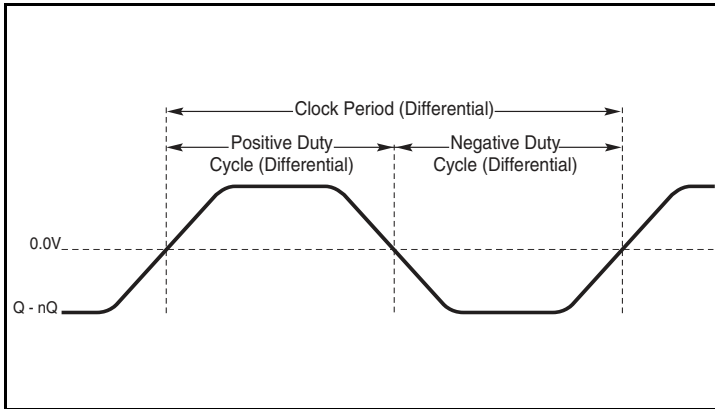 Clock Period (Differential)
Positive Duty
Cycle (Differential)
Negative Duty
Cycle (Differential)
0.0V
Q - nQ